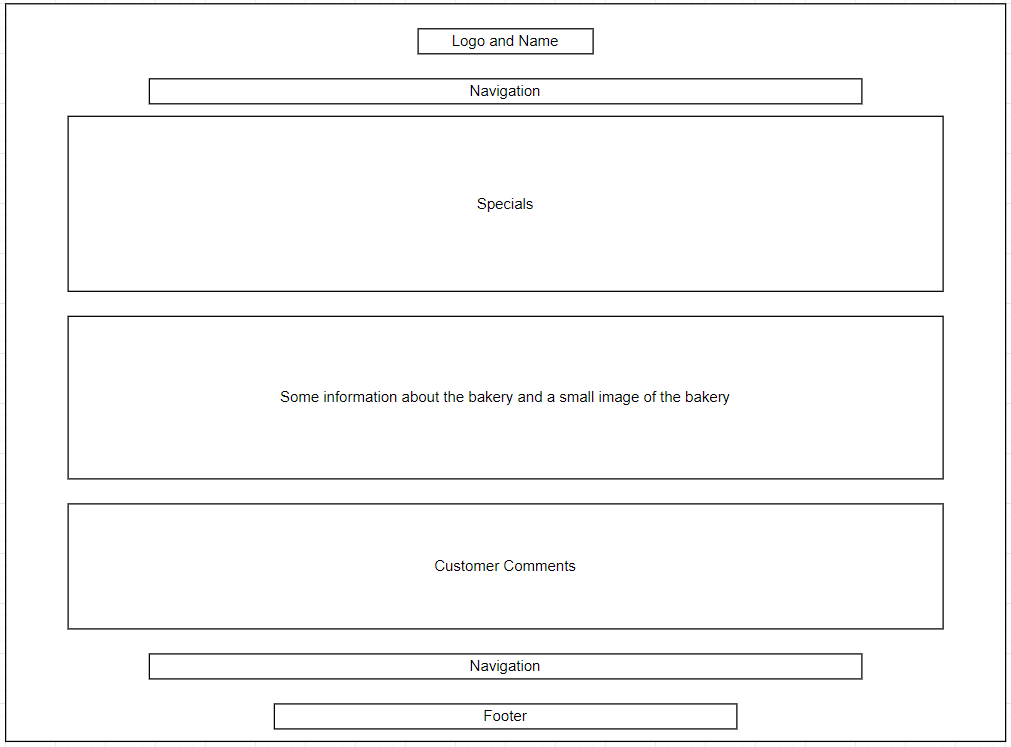 Logo and Name
Navigation
Specials
Some information about the bakery and a small image of the bakery
Customer Comments
Navigation
Footer